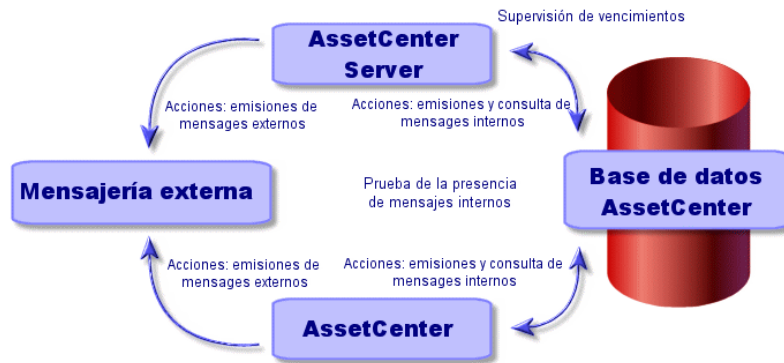 Supervisión de vencimientos
AssetCenter
Server
Acciones: emisiones de
mensages externos
Acciones: emisiones y consulta de
mensages internos
Mensajería externa
Prueba de la presencia
de mensajes internos
Base de datos
AssetCenter
Acciones: emisiones de
mensages externos
Acciones: emisiones y consulta de
mensages internos
AssetCenter